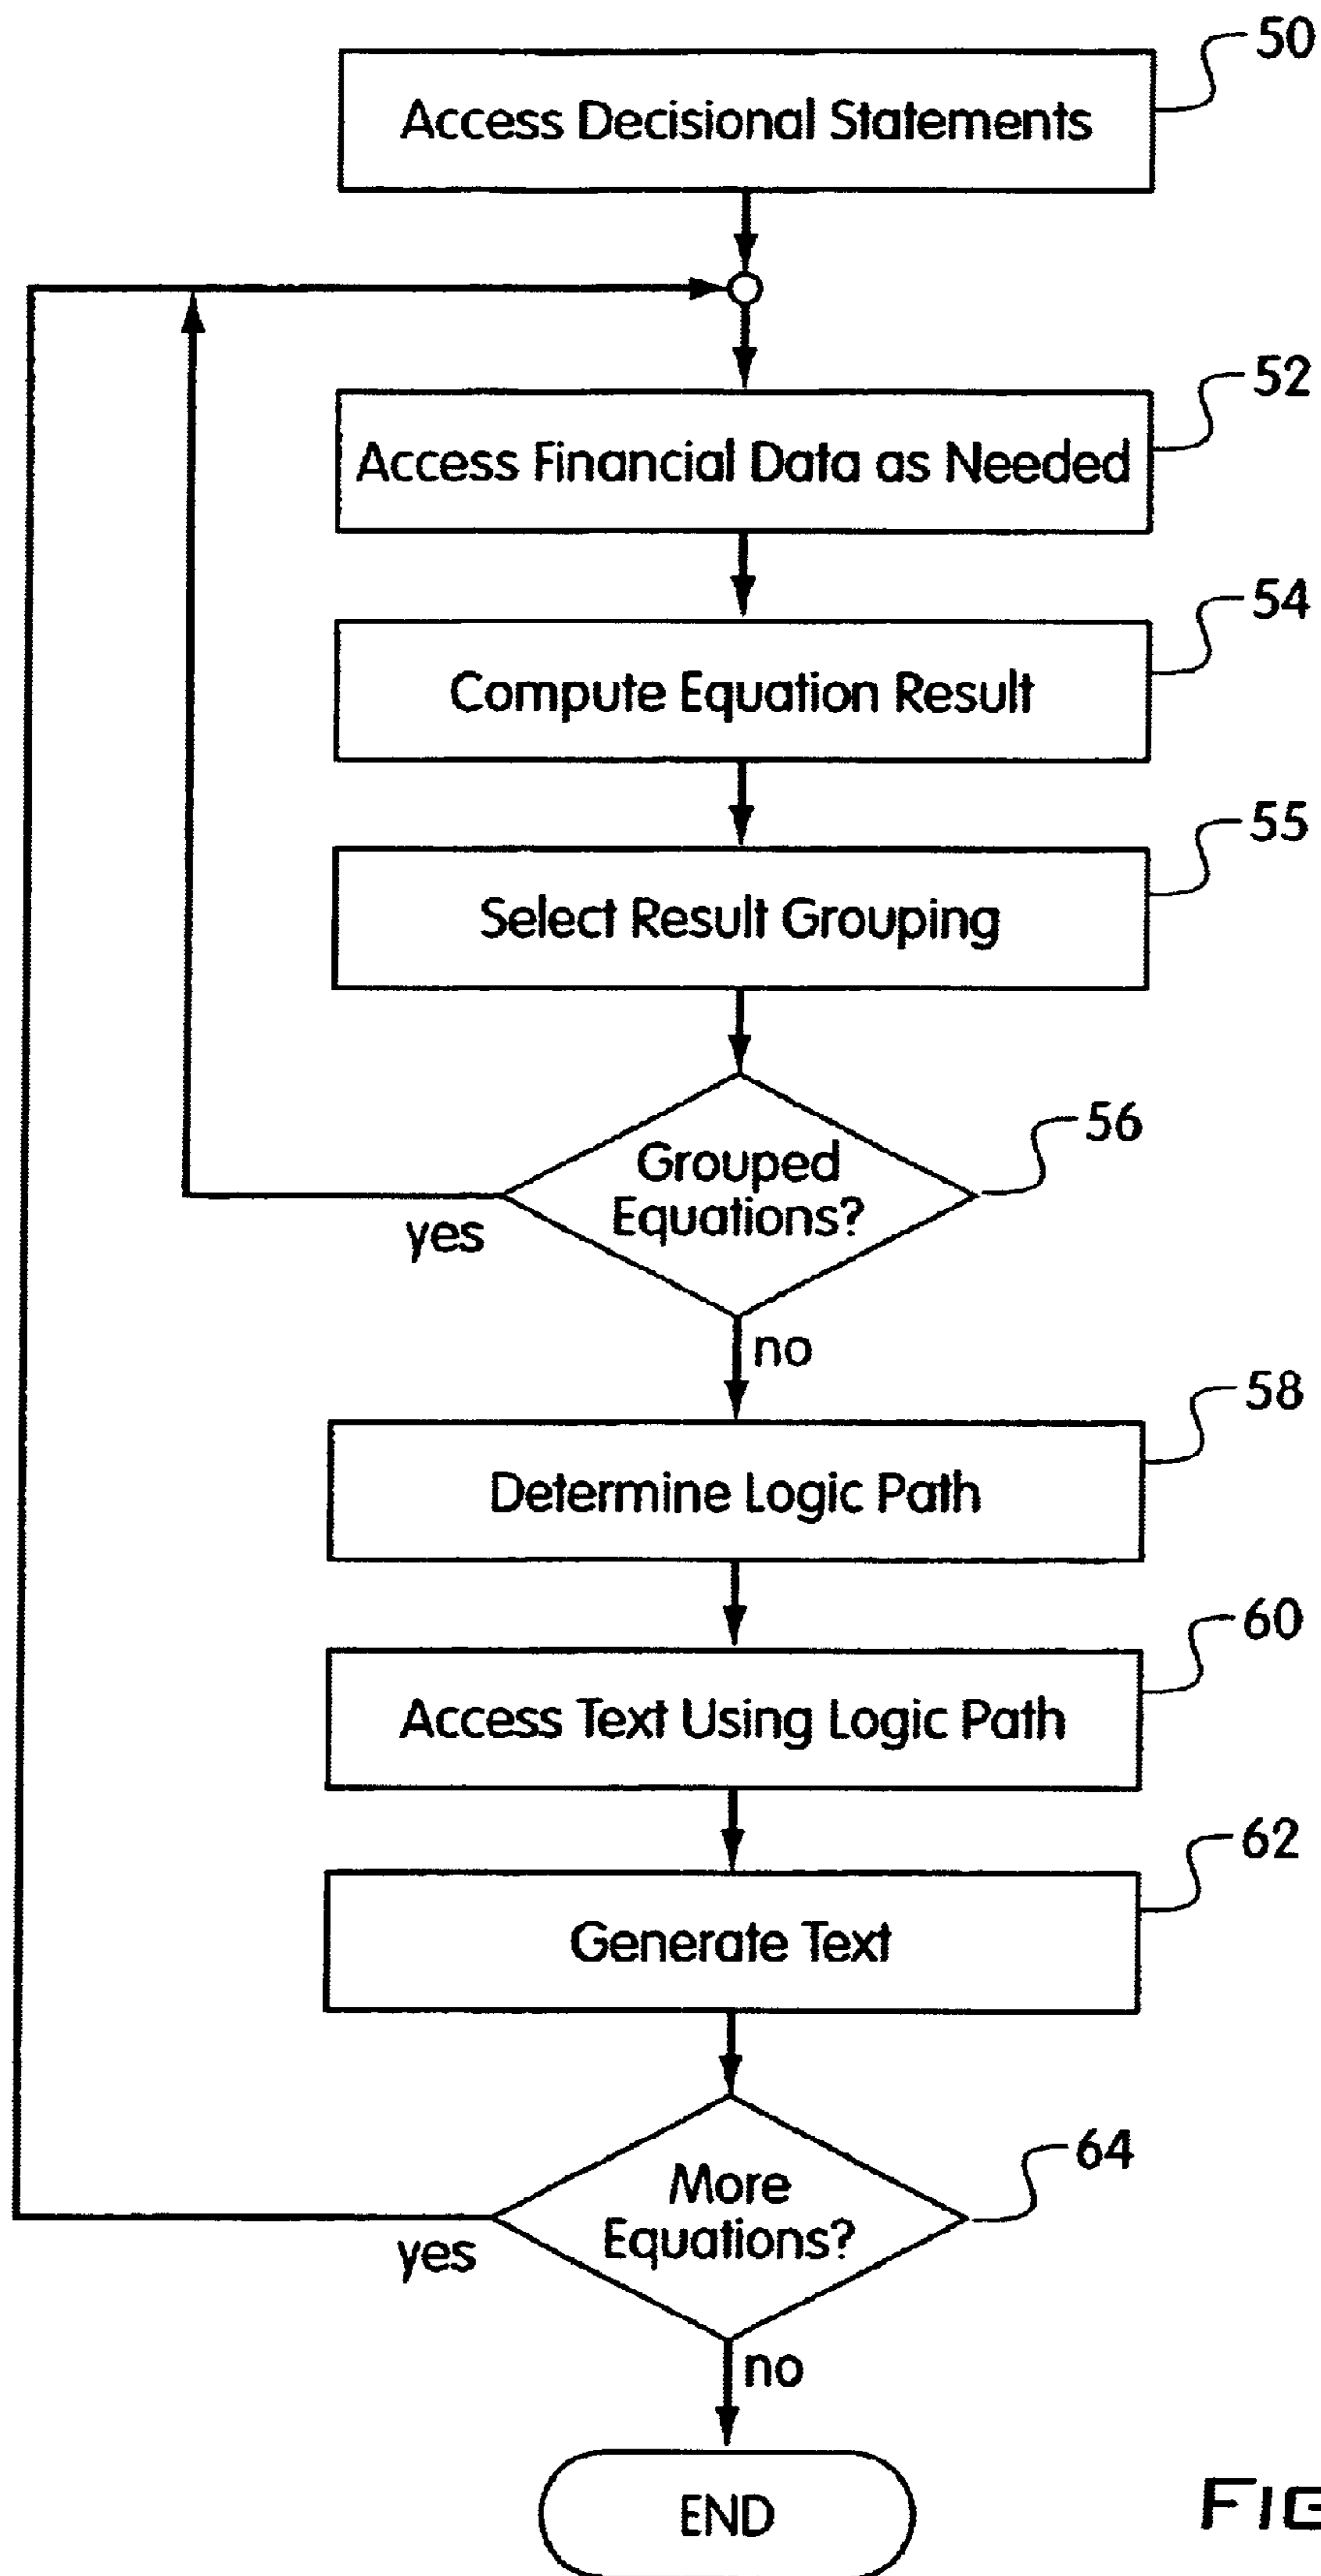 50
Access Decisional Statements
52
Access Financial Data as Needed
54
Compute Equation Result
55
Select Result Grouping
56
Grouped
Equations?
yes
no
58
Determine Logic Path
60
Access Text Using Logic Path
62
Generate Text
64
More
Equations?
yes
no
END